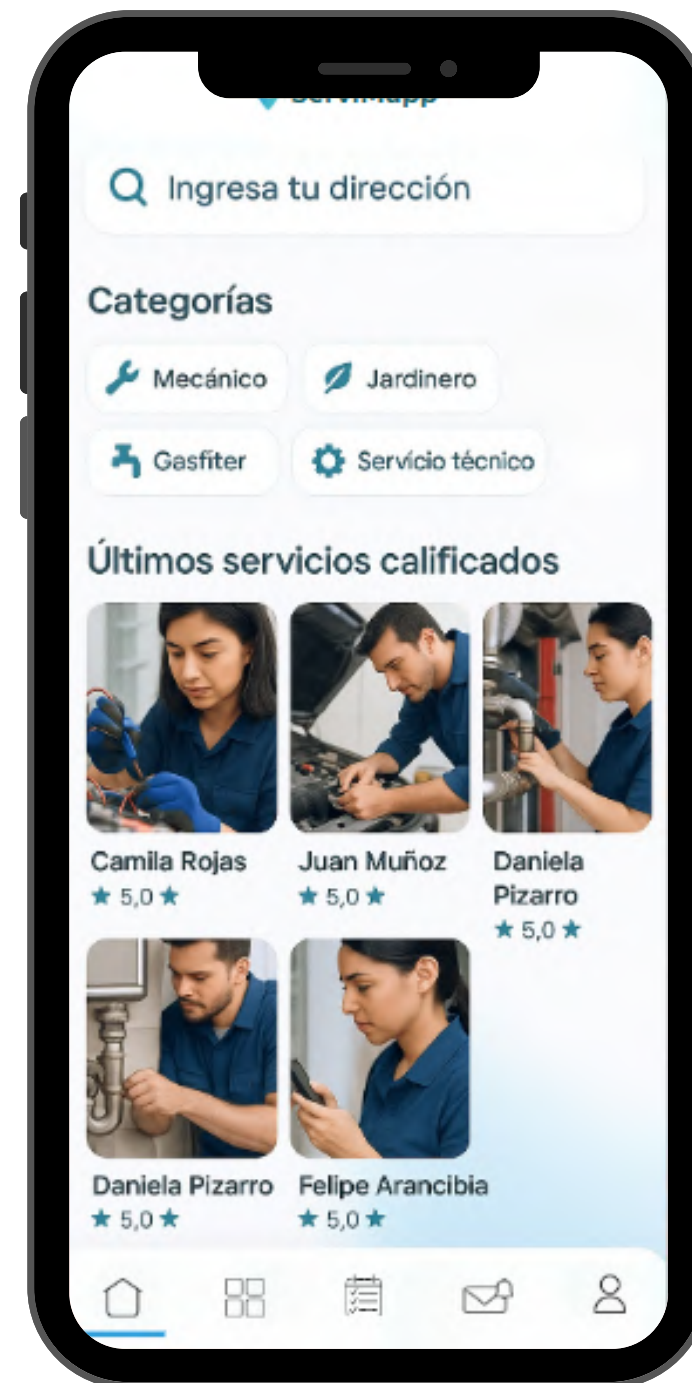 Ingresa tu dirección
Categorías
Mecánico
Jardinero
Gasfiter
Servicio técnico
Últimos servicios calificados
Camila Rojas
★ 5,0 ★
Juan Muñoz
★ 5,0 ★
Daniela
Pizarro
★ 5,0 ★
Daniela Pizarro
★ 5,0 ★
Felipe Arancibia
★ 5,0 ★